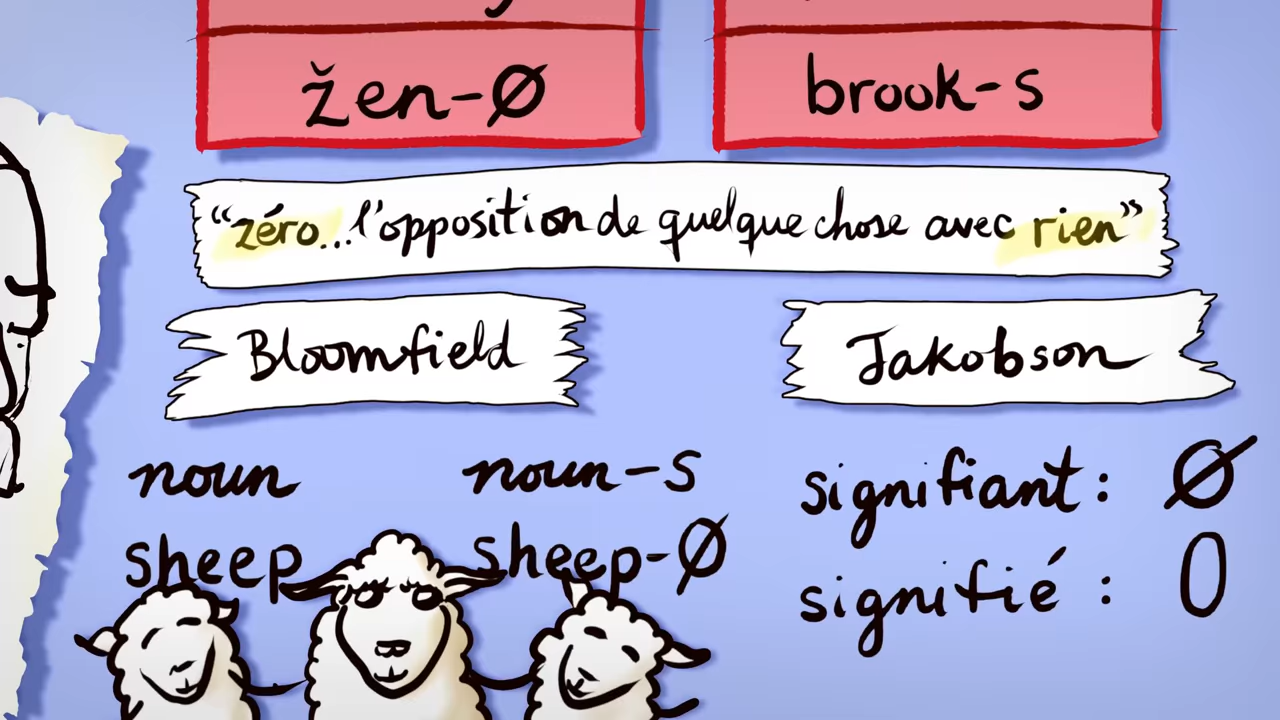 žen-Ø
brook-s
“zéro...l'opposition de quelque chose avec rien”
Bloomfield
Jakobson
noun
noun-s
sheep
sheep-Ø
signifiant: Ø
signifié: 0